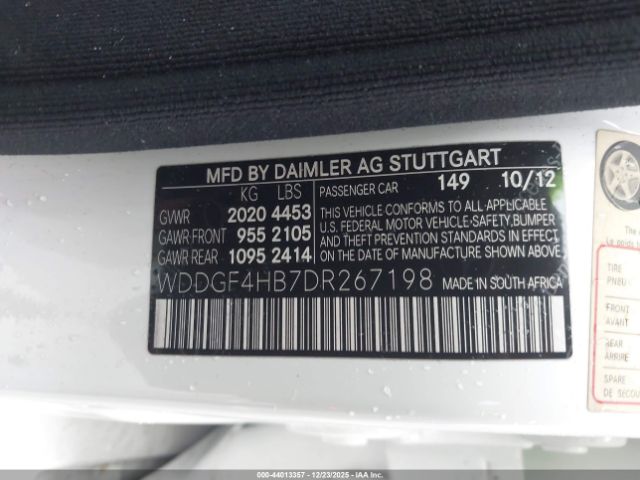 MFD BY DAIMLER AG STUTTGART
KG LBS
GVWR 2020 4453
GAWR FRONT 955 2105
GAWR REAR 1095 2414
PASSENGER CAR 149 10/12
THIS VEHICLE CONFORMS TO ALL APPLICABLE
U.S. FEDERAL MOTOR VEHICLE-SAFETY, BUMPER
AND THEFT PREVENTION STANDARDS IN EFFECT
ON THE DATE OF MANUFACTURE SHOWN ABOVE.
WDDGF4HB7DR267198 MADE IN SOUTH AFRICA
TIRE
PNEU
FRONT
AVANT
REAR
ARRIÈRE
SPARE
DE SECOU
000-44013357 - 12/23/2025 - IAAI.COM